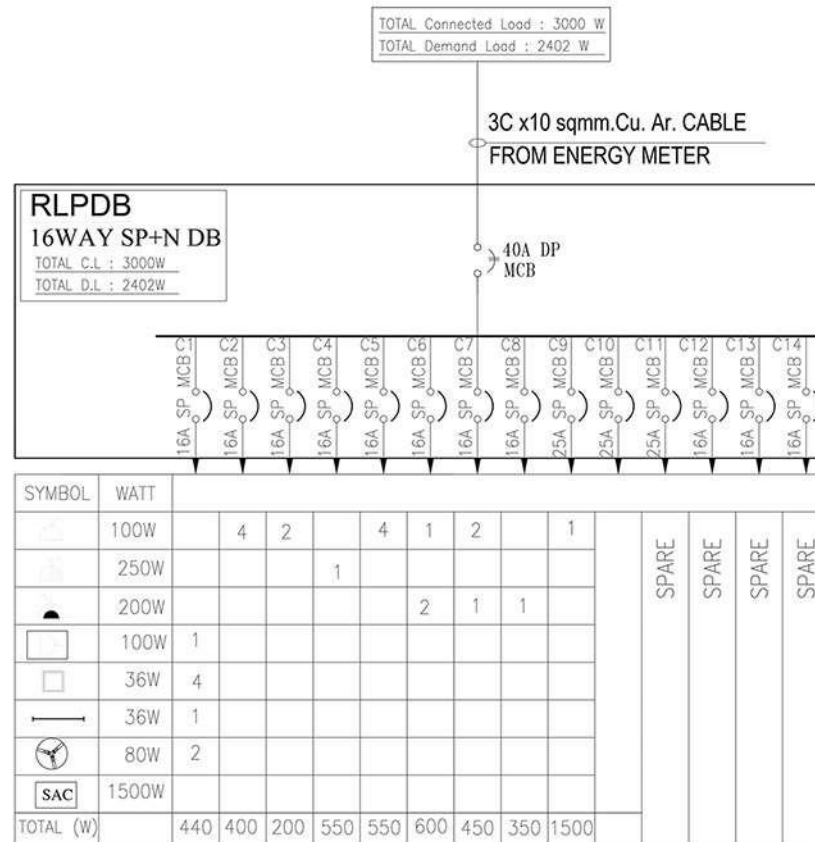 TOTAL Connected Load : 3000 W
TOTAL Demand Load : 2402 W
3C x10 sqmm.Cu. Ar. CABLE
FROM ENERGY METER
RLPDB
16WAY SP+N DB
TOTAL C.L : 3000W
TOTAL D.L : 2402W
40A DP
MCB
C1 C2 C3 C4 C5 C6 C7 C8 C9 C10 C11 C12 C13 C14
16A SP MCB
16A SP MCB
16A SP MCB
16A SP MCB
16A SP MCB
16A SP MCB
16A SP MCB
16A SP MCB
25A SP MCB
25A SP MCB
25A SP MCB
16A SP MCB
16A SP MCB
16A SP MCB
SYMBOL WATT
100W 4 2 4 1 2 1
250W 1
200W 2 1 1
100W 1
36W 4
36W 1
80W 2
SAC 1500W
SPARE SPARE SPARE SPARE
TOTAL (W) 440 400 200 550 550 600 450 350 1500